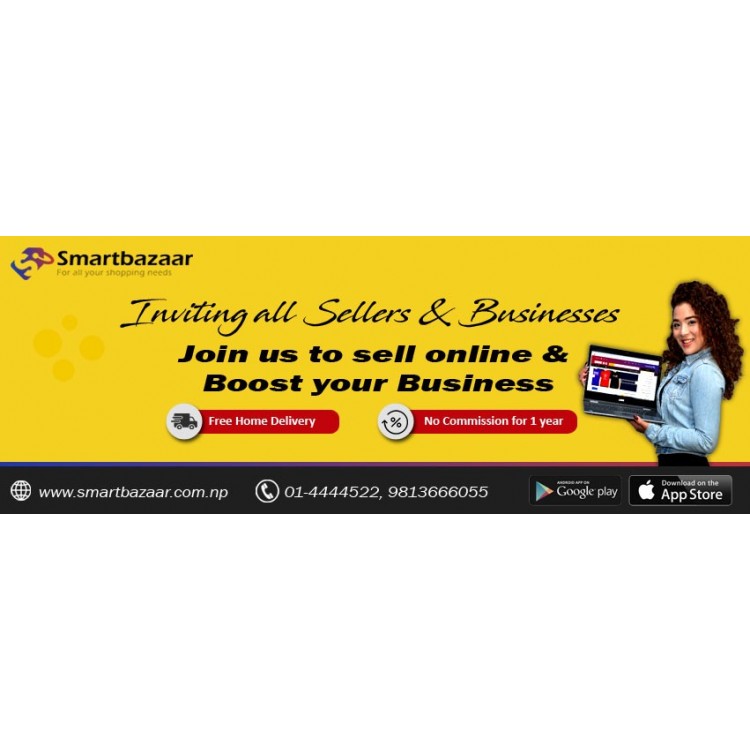 Smartbazaar
For all your shopping needs
Inviting all Sellers & Businesses
Join us to sell online &
Boost your Business
Free Home Delivery
% No Commission for 1 year
www.smartbazaar.com.np
01-4444522, 9813666055
ANDROID APP ON
Google play
Download on the
App Store